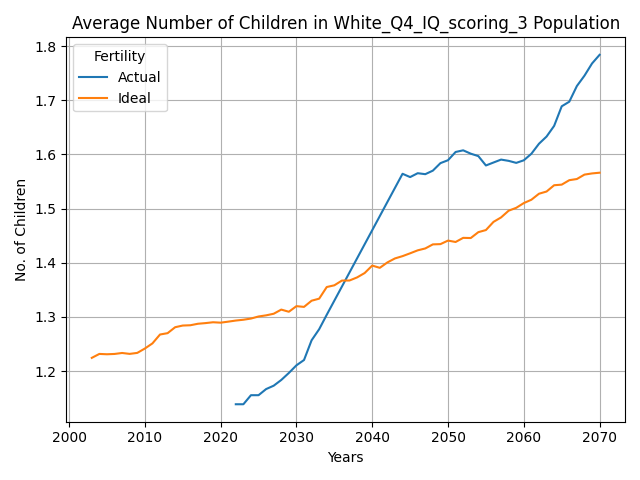 Average Number of Children in White_Q4_IQ_scoring_3 Population
Fertility
Actual
Ideal
No. of Children
1.8
1.7
1.6
1.5
1.4
1.3
1.2
2000 2010 2020 2030 2040 2050 2060 2070
Years